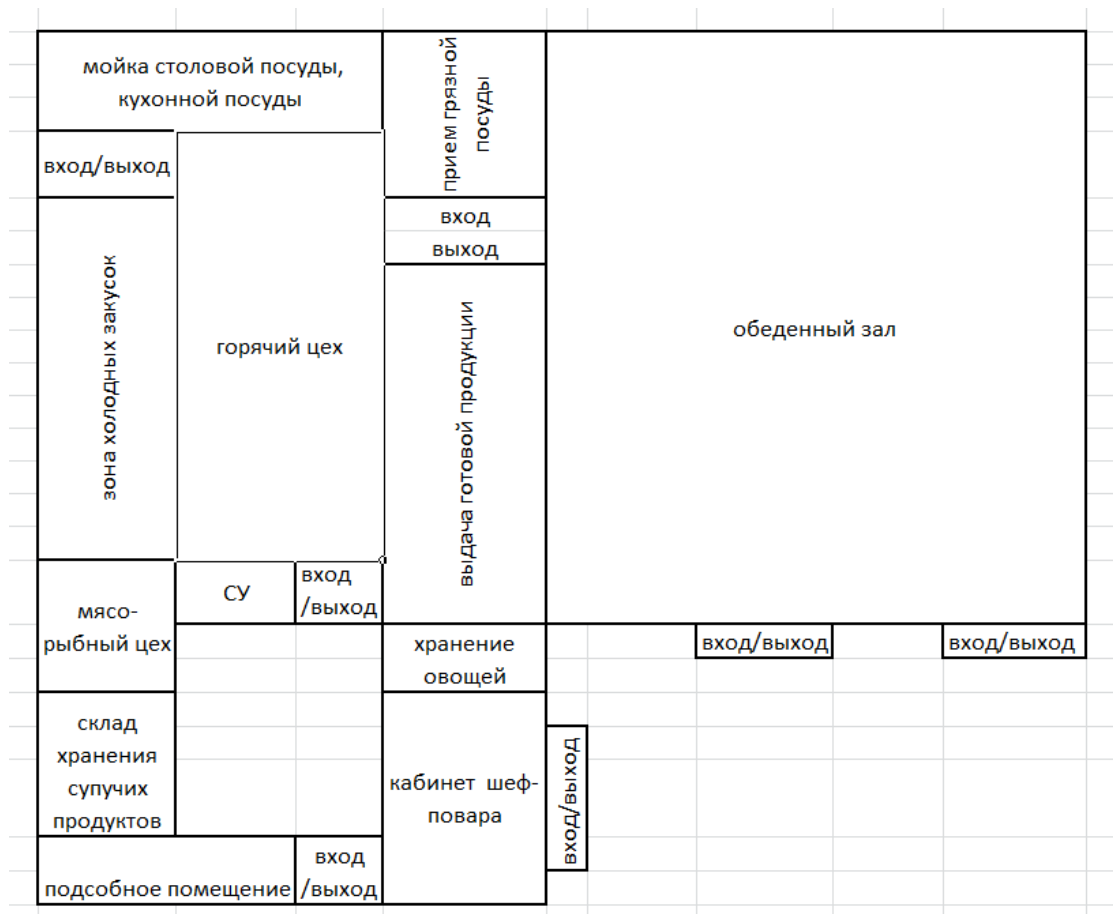 мойка столовой посуды,
кухонной посуды
прием грязной
посуды
вход/выход
вход
выход
зона холодных закусок
горячий цех
выдача готовой продукции
обеденный зал
СУ
вход
/выход
мясо-
рыбный цех
хранение
овощей
вход/выход
вход/выход
склад
хранения
супучих
продуктов
кабинет шеф-
повара
вход/выход
подсобное помещение
вход
/выход